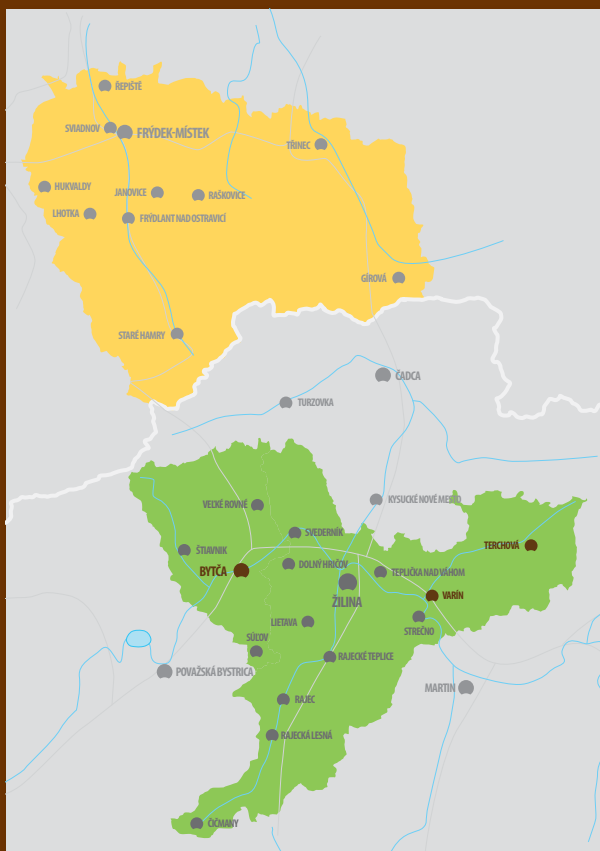 ŘEPIŠTĚ
SVIADNOV
FRÝDEK-MÍSTEK
TŘINEC
HUKVALDY
JANOVICE
RAŠKOVICE
LHOTKA
FRÝDLANT NAD OSTRAVICÍ
GÍROVÁ
STARÉ HAMRY
ČADCA
TURZOVKA
KYSUCKÉ NOVÉ MESTO
VEĽKÉ ROVNÉ
SVEDERNÍK
TERCHOVÁ
ŠTIAVNIK
DOLNÝ HRIČOV
BYTČA
TEPLIČKA NAD VÁHOM
ŽILINA
VARÍN
LIETAVA
STREČNO
SÚĽOV
RAJECKÉ TEPLICE
POVAŽSKÁ BYSTRICA
MARTIN
RAJEC
RAJECKÁ LESNÁ
ČIČMANY